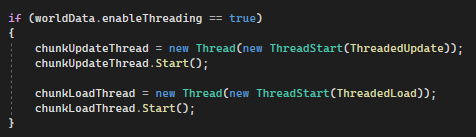 if (worldData.enableThreading == true)
{
chunkUpdateThread = new Thread(new ThreadStart(ThreadedUpdate));
chunkUpdateThread.Start();
chunkLoadThread = new Thread(new ThreadStart(ThreadedLoad));
chunkLoadThread.Start();
}